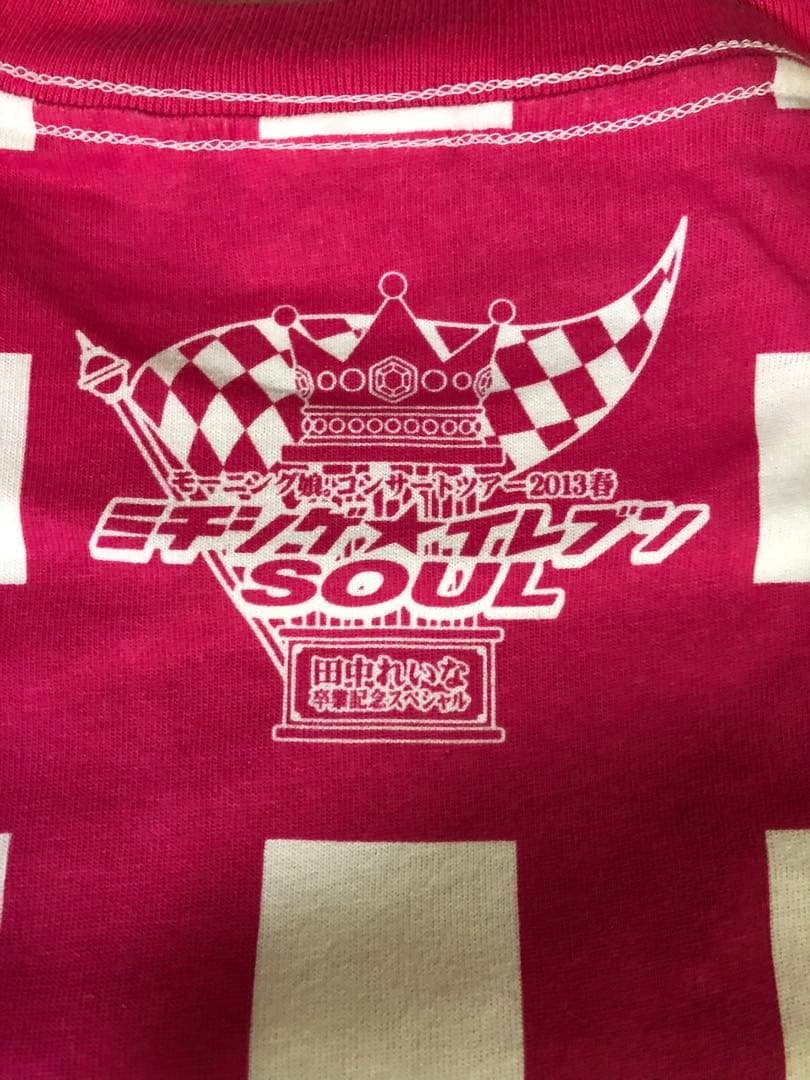 モーニング娘。コンサートツアー2013春
ミチシゲ★イレブン
SOUL
田中れいな
卒業記念スペシャル